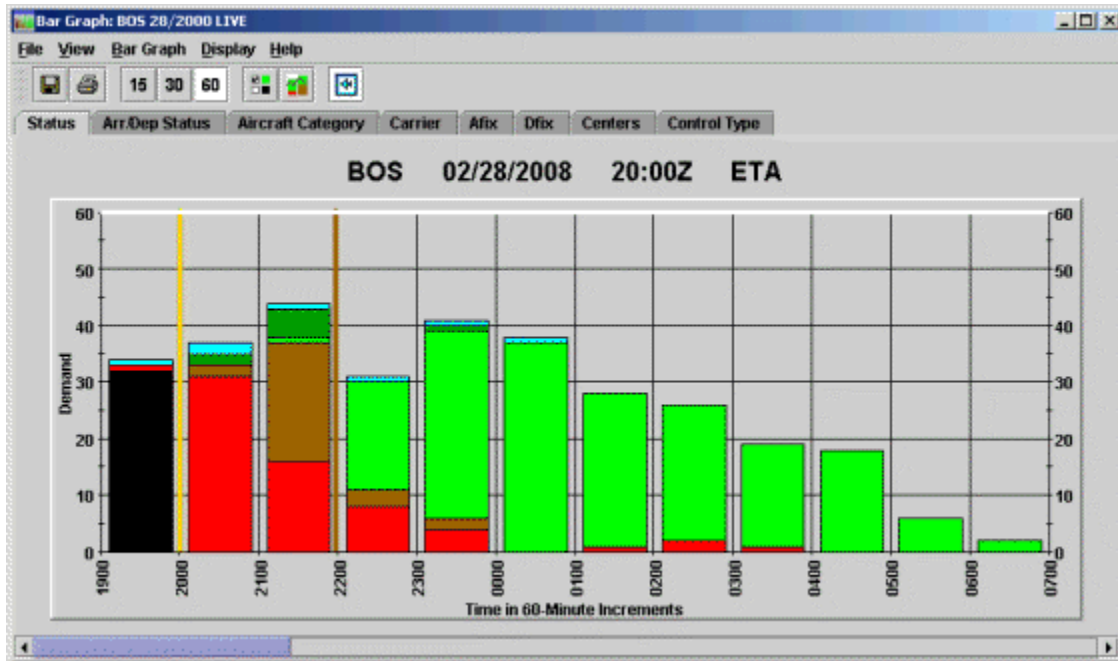 Bar Graph: BOS 28/2000 LIVE
File View Bar Graph Display Help
15 30 60
Status Arr/Dep Status Aircraft Category Carrier Afix Dfix Centers Control Type
BOS 02/28/2008 20:00Z ETA
60 60
50 50
40 40
Demand
30 30
20 20
10 10
0 0
1900 2000 2100 2200 2300 0000 0100 0200 0300 0400 0500 0600 0700
Time in 60-Minute Increments